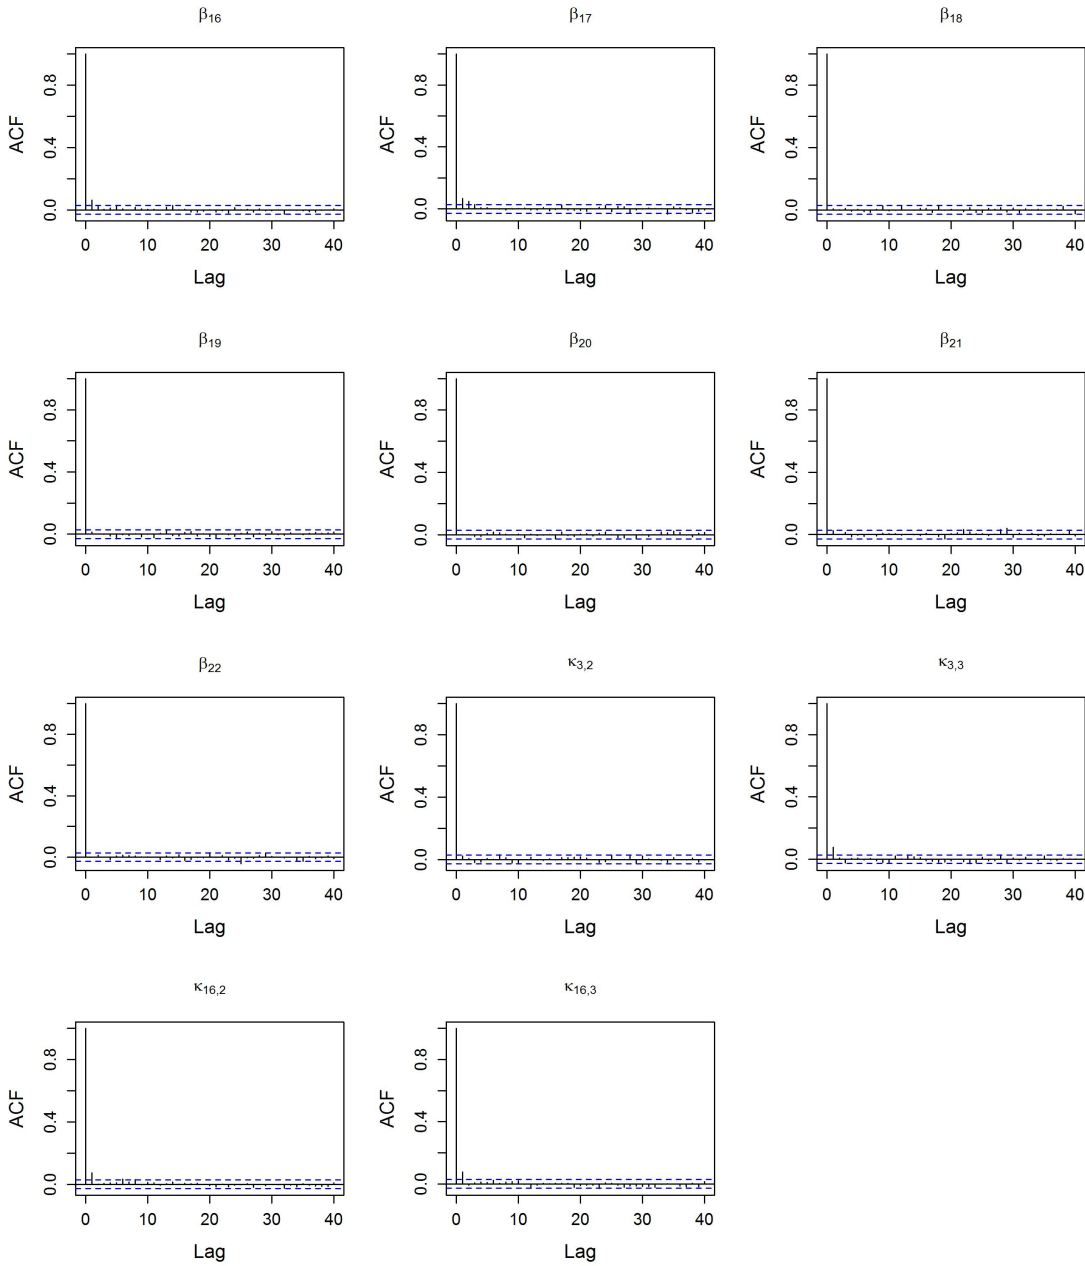 β16 β17 β18
ACF 0.0 0.4 0.8 ACF 0.0 0.4 0.8 ACF 0.0 0.4 0.8
0 10 20 30 40 0 10 20 30 40 0 10 20 30 40
Lag Lag Lag
β19 β20 β21
ACF 0.0 0.4 0.8 ACF 0.0 0.4 0.8 ACF 0.0 0.4 0.8
0 10 20 30 40 0 10 20 30 40 0 10 20 30 40
Lag Lag Lag
β22 κ3,2 κ3,3
ACF 0.0 0.4 0.8 ACF 0.0 0.4 0.8 ACF 0.0 0.4 0.8
0 10 20 30 40 0 10 20 30 40 0 10 20 30 40
Lag Lag Lag
κ16,2 κ16,3
ACF 0.0 0.4 0.8 ACF 0.0 0.4 0.8
0 10 20 30 40 0 10 20 30 40
Lag Lag